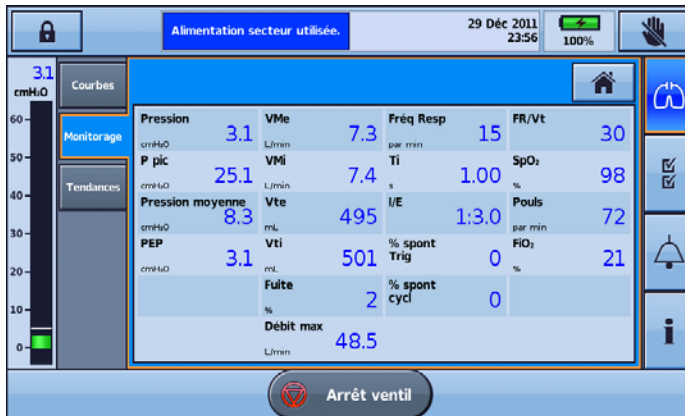 Alimentation secteur utilisée.
29 Déc 2011
23:56
100%
3.1
cmH₂O
60
50
40
30
20
10
0
Courbes
Monitorage
Tendances
Pression cmH₂O 3.1 VMe L/min 7.3 Fréq Resp par min 15 FR/Vt 30
P pic cmH₂O 25.1 VMi L/min 7.4 Ti s 1.00 SpO₂ % 98
Pression moyenne cmH₂O 8.3 Vte mL 495 I/E 1:3.0 Pouls par min 72
PEP cmH₂O 3.1 Vti mL 501 % spont Trig 0 FiO₂ % 21
Fuite % 2 % spont cycl 0
Débit max L/min 48.5
Arrêt ventil